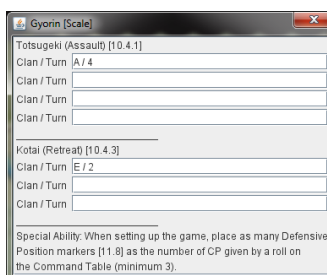 Gyorin [Scale]
Totsugeki (Assault) [10.4.1]
Clan / Turn A / 4
Clan / Turn
Clan / Turn
Clan / Turn
Kotai (Retreat) [10.4.3]
Clan / Turn E / 2
Clan / Turn
Clan / Turn
Special Ability: When setting up the game, place as many Defensive
Position markers [11.8] as the number of CP given by a roll on
the Command Table (minimum 3).